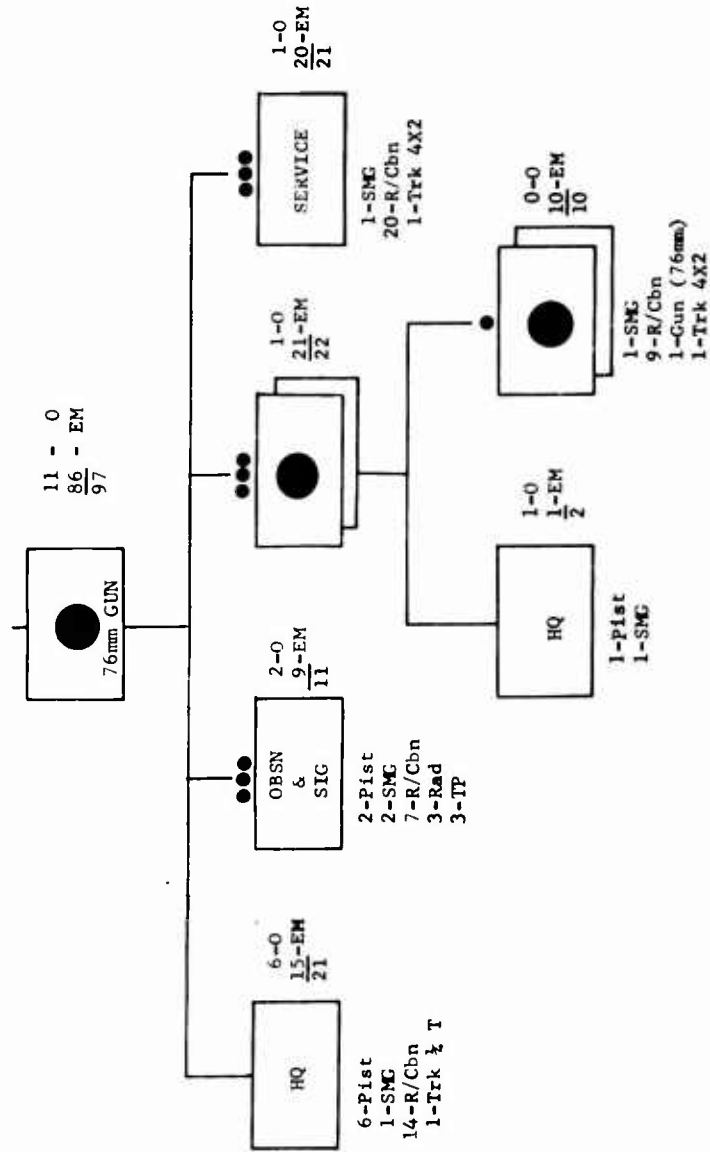 11 - O
86 - EM
97
76mm GUN
6-O
15-EM
21
HQ
6-Pist
1-SMG
14-R/Cbn
1-Trk ½ T
2-O
9-EM
11
OBSN
&
SIG
2-Pist
2-SMG
7-R/Cbn
3-Rad
3-TP
1-O
21-EM
22
1-O
20-EM
21
SERVICE
1-SMG
20-R/Cbn
1-Trk 4X2
1-O
1-EM
2
HQ
1-Pist
1-SMG
0-O
10-EM
10
1-SMG
9-R/Cbn
1-Gun (76mm)
1-Trk 4X2